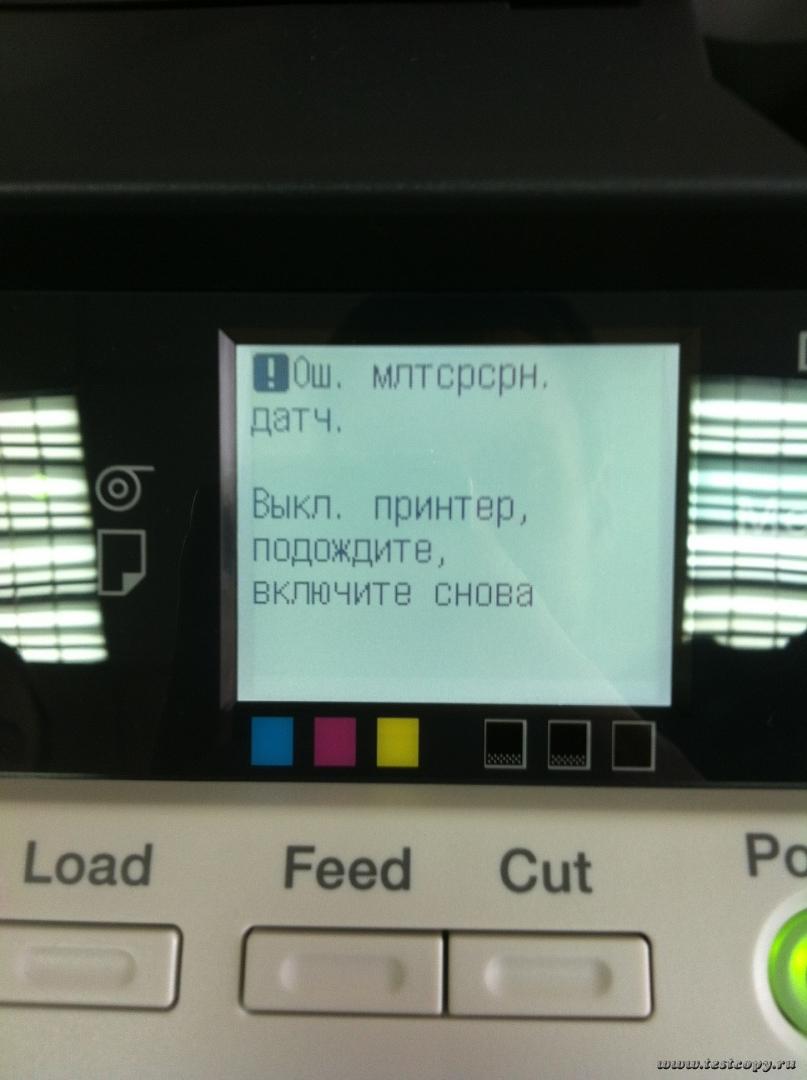 !Ош. млтсрсрн.
датч.
Выкл. принтер,
подождите,
включите снова
Load
Feed
Cut
Po
www.testcopy.ru